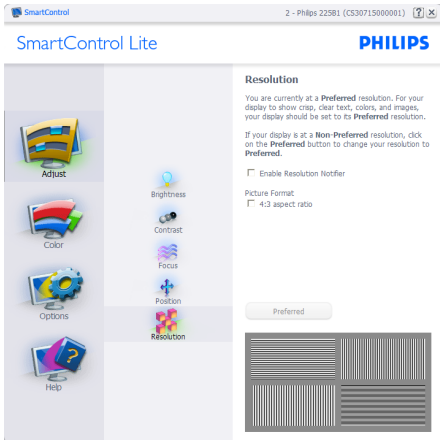 SmartControl
2 - Philips 225B1 (CS30715000001)
SmartControl Lite
PHILIPS
Adjust
Color
Options
Help
Brightness
Contrast
Focus
Position
Resolution
Resolution
You are currently at a Preferred resolution. For your
display to show crisp, clear text, colors, and images,
your display should be set to its Preferred resolution.
If your display is at a Non-Preferred resolution, click
on the Preferred button to change your resolution to
Preferred.
Enable Resolution Notifier
Picture Format
4:3 aspect ratio
Preferred